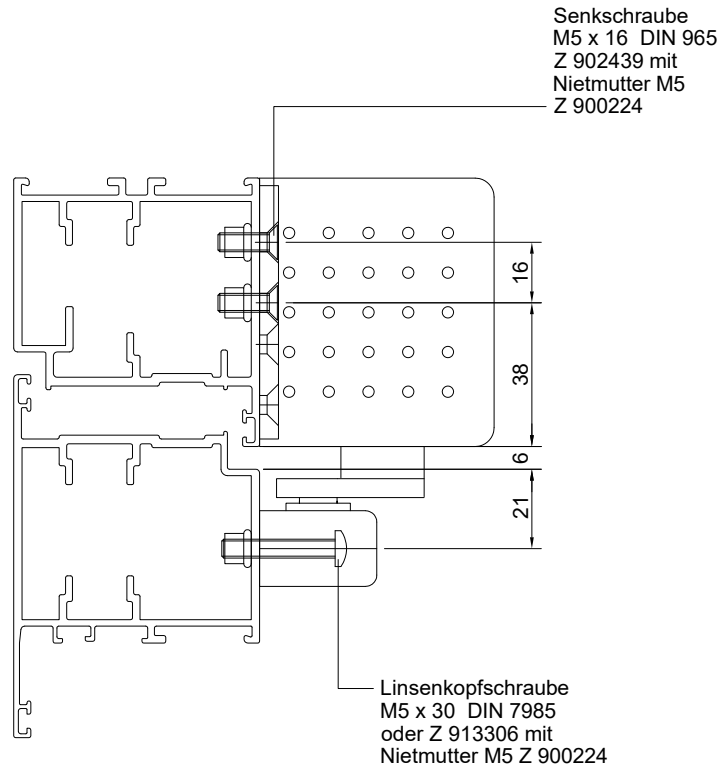 Senkschraube
M5 x 16 DIN 965
Z 902439 mit
Nietmutter M5
Z 900224
16
38
6
21
Linsenkopfschraube
M5 x 30 DIN 7985
oder Z 913306 mit
Nietmutter M5 Z 900224